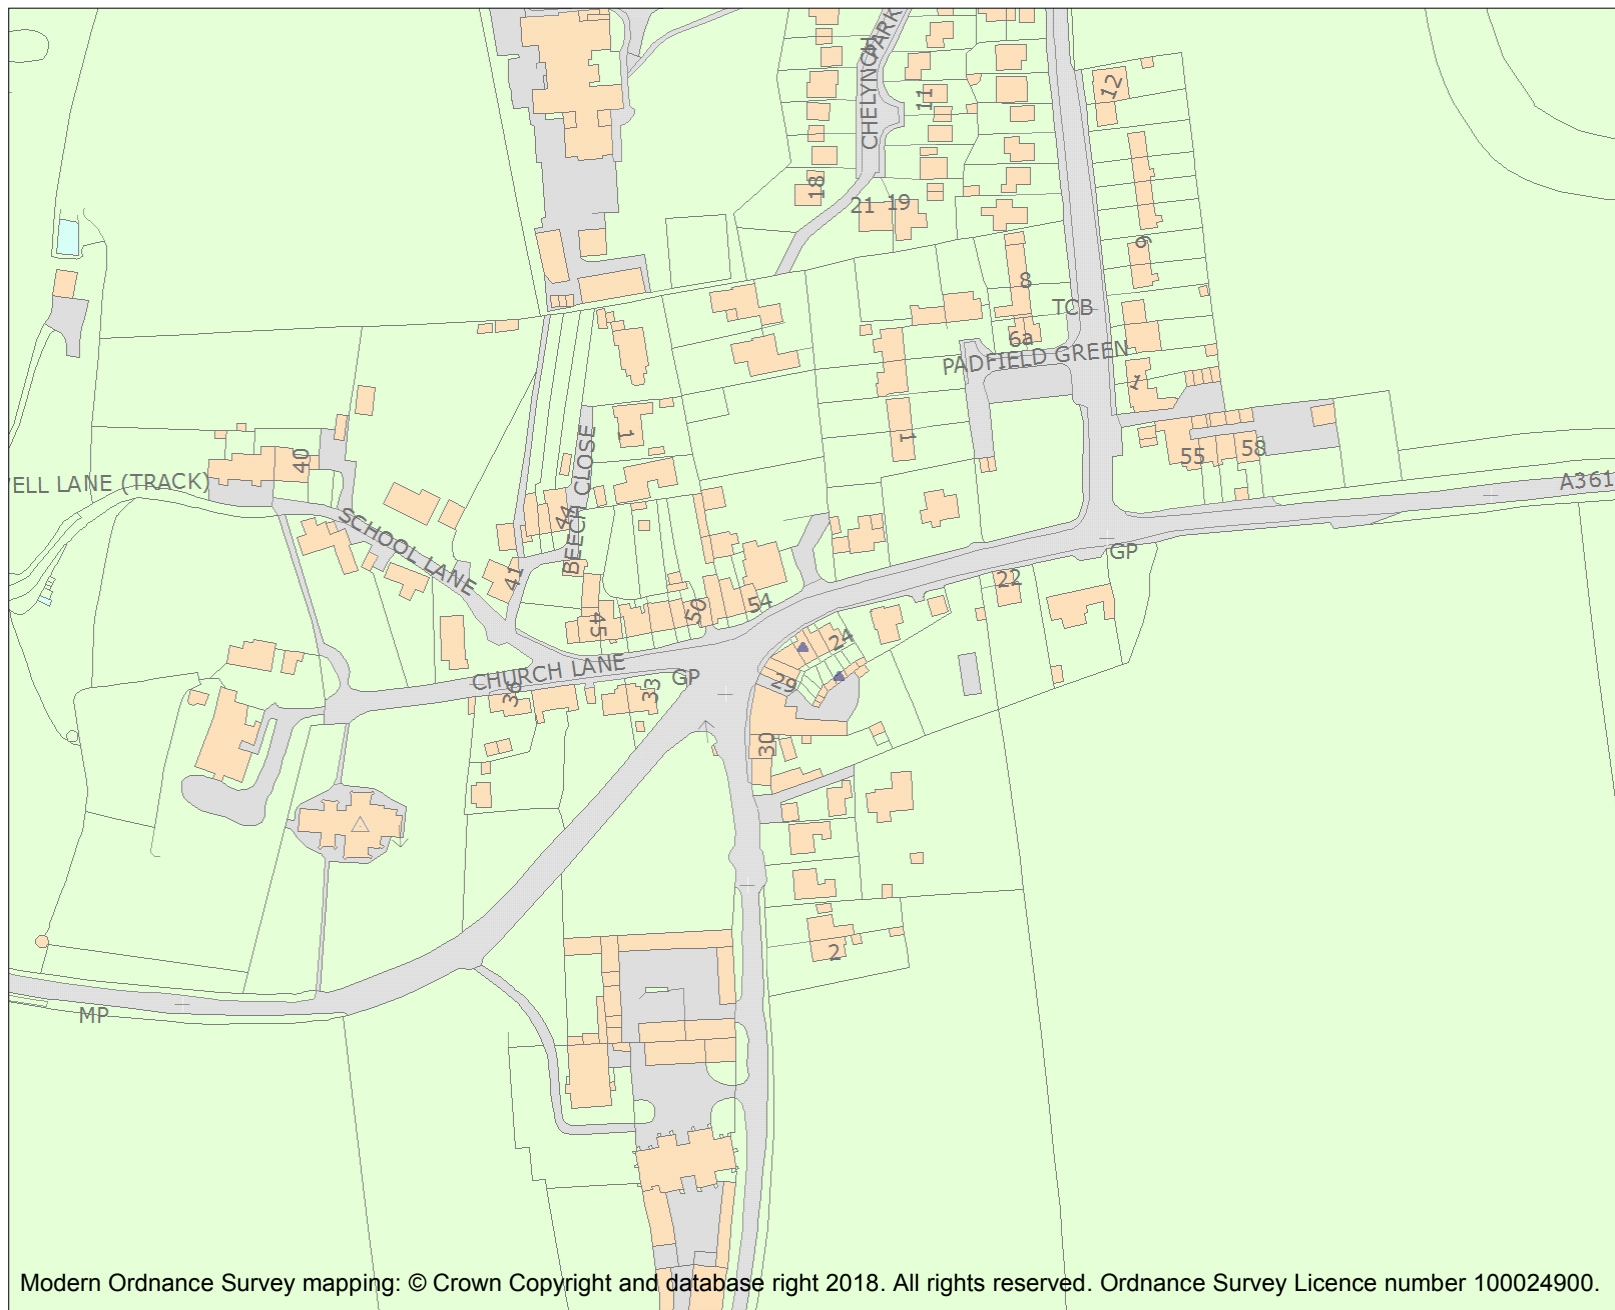 CHELYNCH
PARK
12
11
18
21
19
9
8
TCB
6a
PADFIELD GREEN
1
1
1
55
58
A361
40
VELL LANE (TRACK)
SCHOOL LANE
44
BEECH CLOSE
41
45
50
54
GP
22
24
29
CHURCH LANE
36
33
GP
30
2
MP
Modern Ordnance Survey mapping: © Crown Copyright and database right 2018. All rights reserved. Ordnance Survey Licence number 100024900.